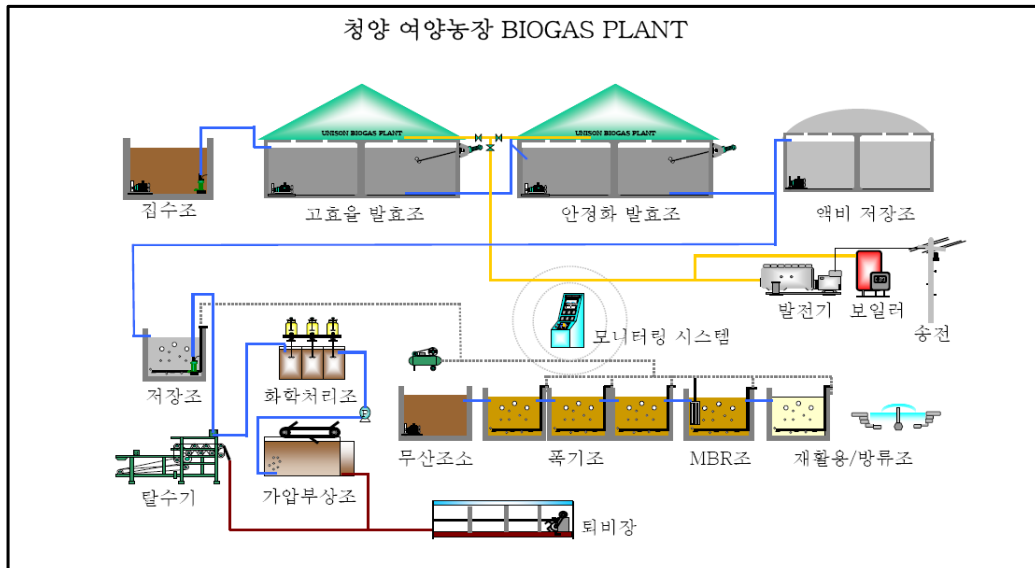 청양 여양농장 BIOGAS PLANT
UNISON BIOGAS PLANT
UNISON BIOGAS PLANT
집수조
고효율 발효조
안정화 발효조
액비 저장조
발전기
보일러
송전
모니터링 시스템
저장조
화학처리조
무산조소
폭기조
MBR조
재활용/방류조
탈수기
가압부상조
퇴비장